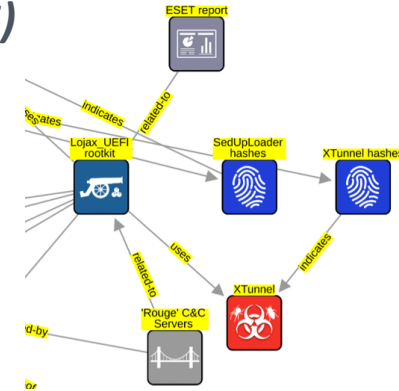 ESET report
indicates
related-to
Lojax_UEFI
rootkit
SedUpLoader
hashes
XTunnel hashes
uses
indicates
related-to
XTunnel
'Rouge' C&C
Servers